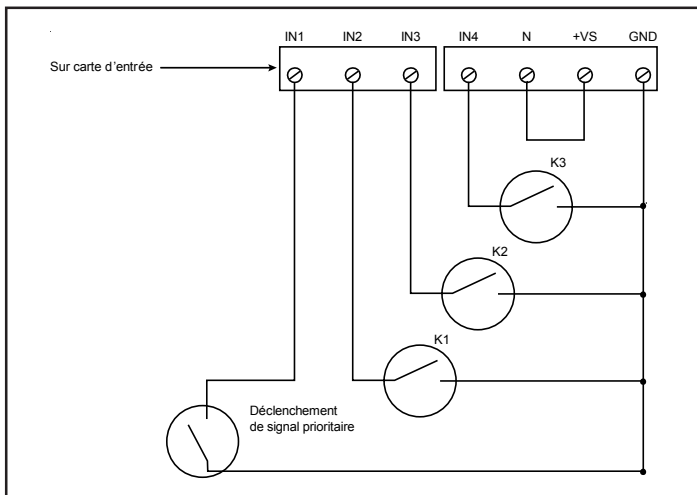 IN1 IN2 IN3 IN4 N +VS GND
Sur carte d'entrée
K3
K2
K1
Déclenchement
de signal prioritaire